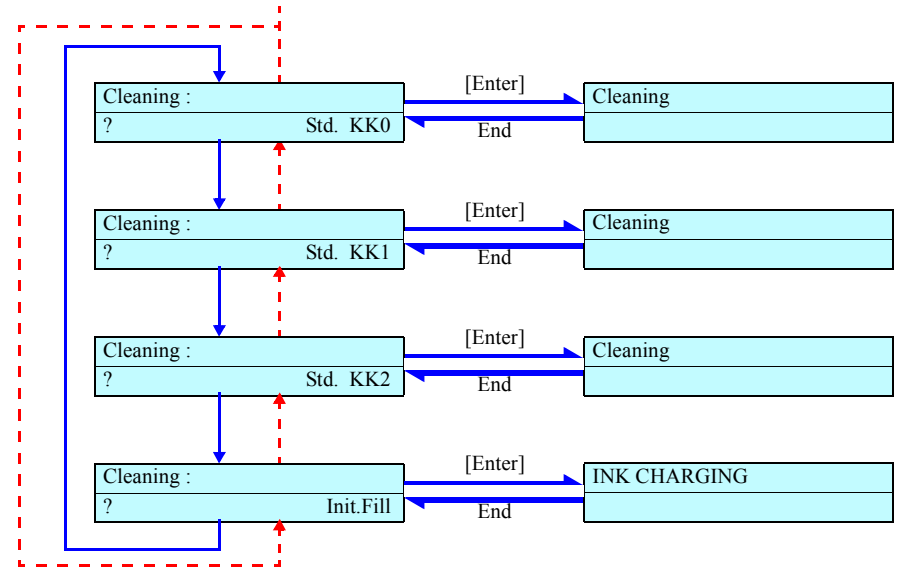 [Enter]
Cleaning :
Cleaning
? Std. KK0
End
[Enter]
Cleaning :
Cleaning
? Std. KK1
End
[Enter]
Cleaning :
Cleaning
? Std. KK2
End
[Enter]
Cleaning :
INK CHARGING
? Init.Fill
End